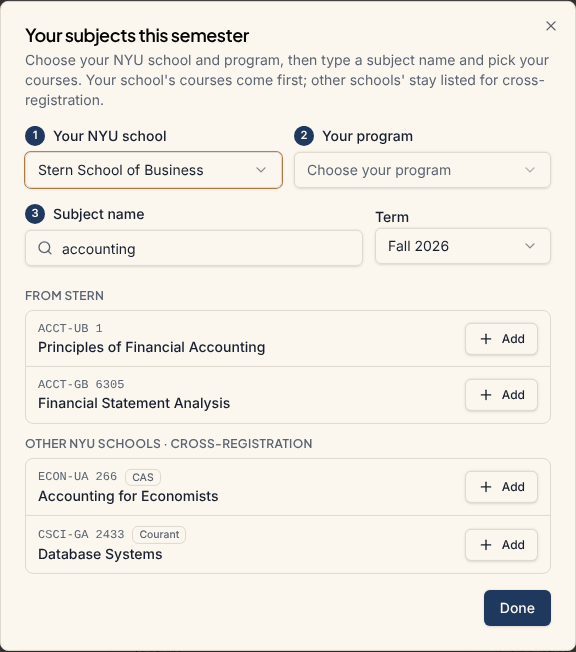 Your subjects this semester
Choose your NYU school and program, then type a subject name and pick your
courses. Your school's courses come first; other schools' stay listed for cross-
registration.
1 Your NYU school
2 Your program
Stern School of Business
Choose your program
3 Subject name
Term
accounting
Fall 2026
FROM STERN
ACCT-UB 1
Principles of Financial Accounting
+ Add
ACCT-GB 6305
Financial Statement Analysis
+ Add
OTHER NYU SCHOOLS · CROSS-REGISTRATION
ECON-UA 266 CAS
Accounting for Economists
+ Add
CSCI-GA 2433 Courant
Database Systems
+ Add
Done